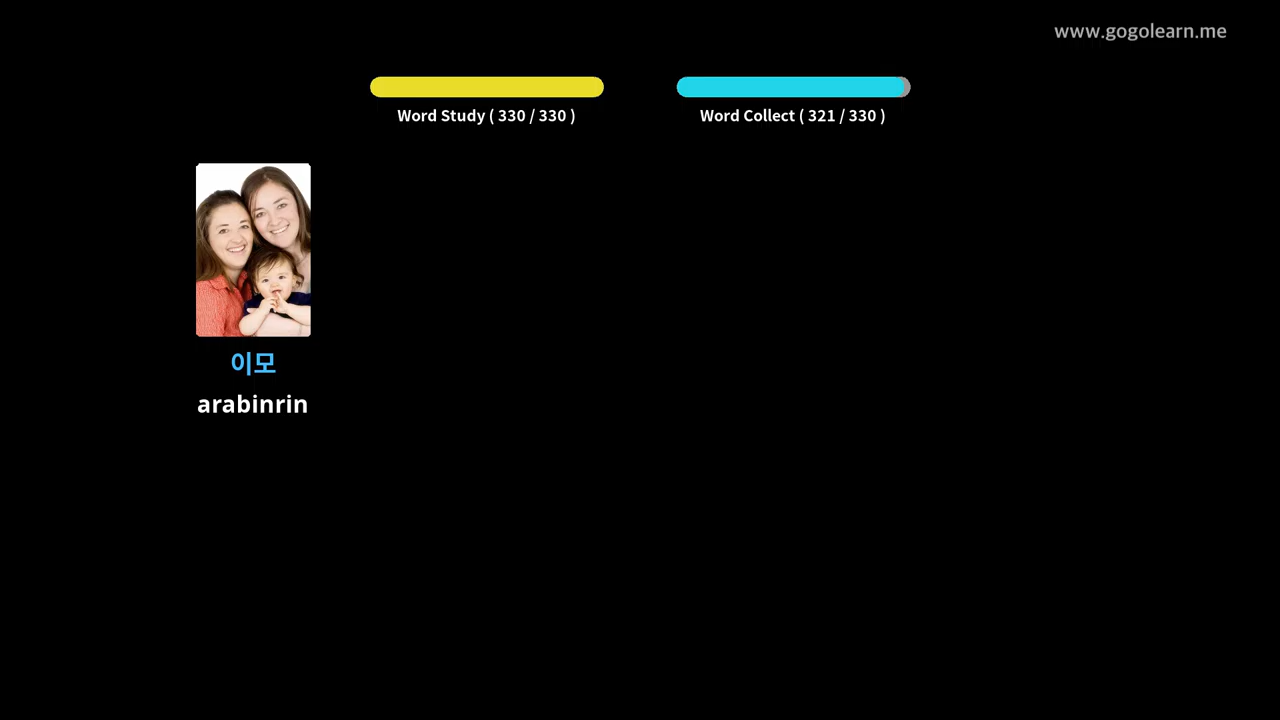 www.gogolearn.me
Word Study ( 330 / 330 )
Word Collect ( 321 / 330 )
이모
arabinrin